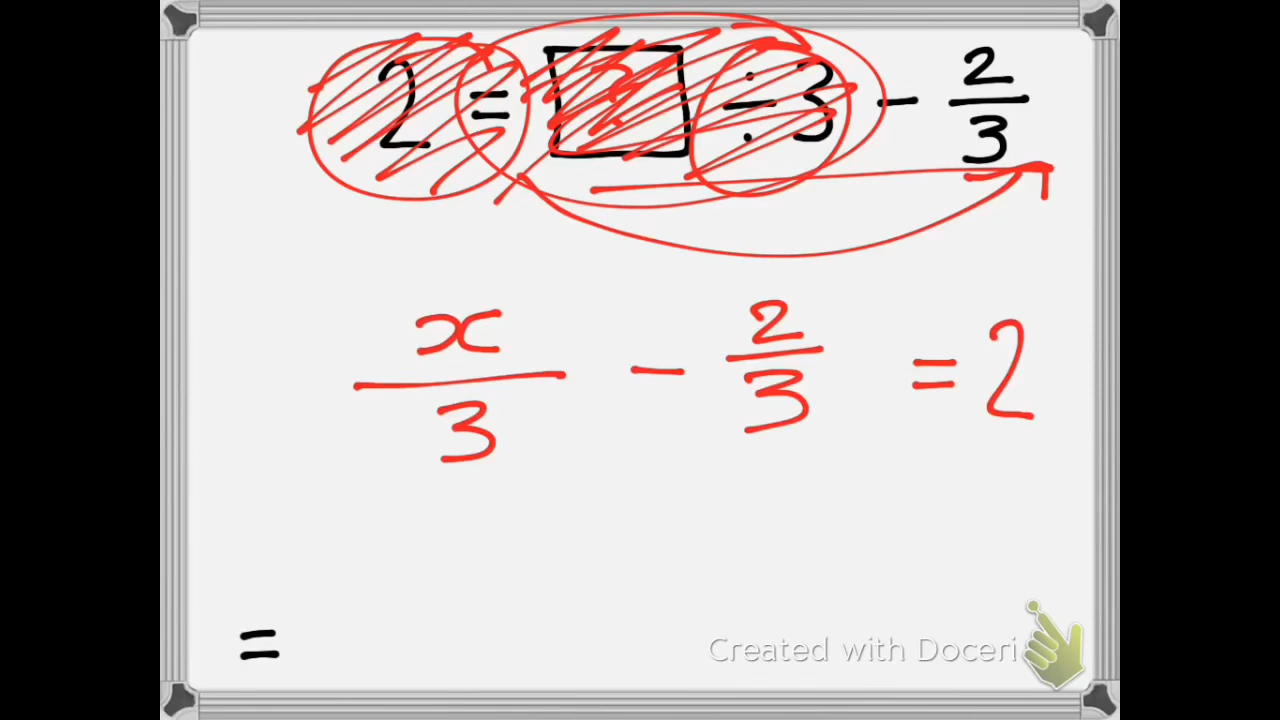 2 = ? ÷ 3 - 2/3
x/3 - 2/3 = 2
=
Created with Doceri